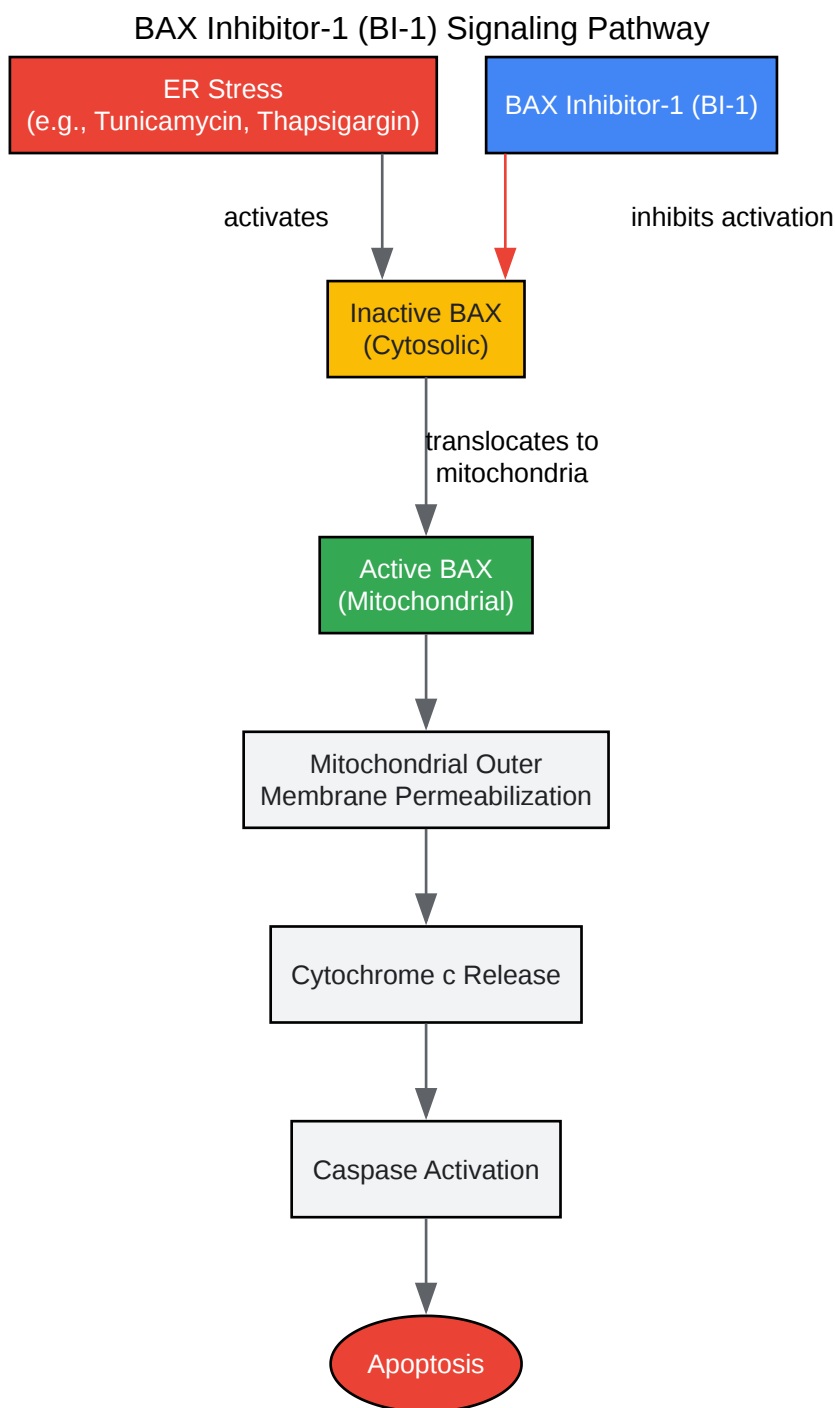 BAX Inhibitor-1 (BI-1) Signaling Pathway
ER Stress
(e.g., Tunicamycin, Thapsigargin)
BAX Inhibitor-1 (BI-1)
activates
inhibits activation
Inactive BAX
(Cytosolic)
translocates to
mitochondria
Active BAX
(Mitochondrial)
Mitochondrial Outer
Membrane Permeabilization
Cytochrome c Release
Caspase Activation
Apoptosis